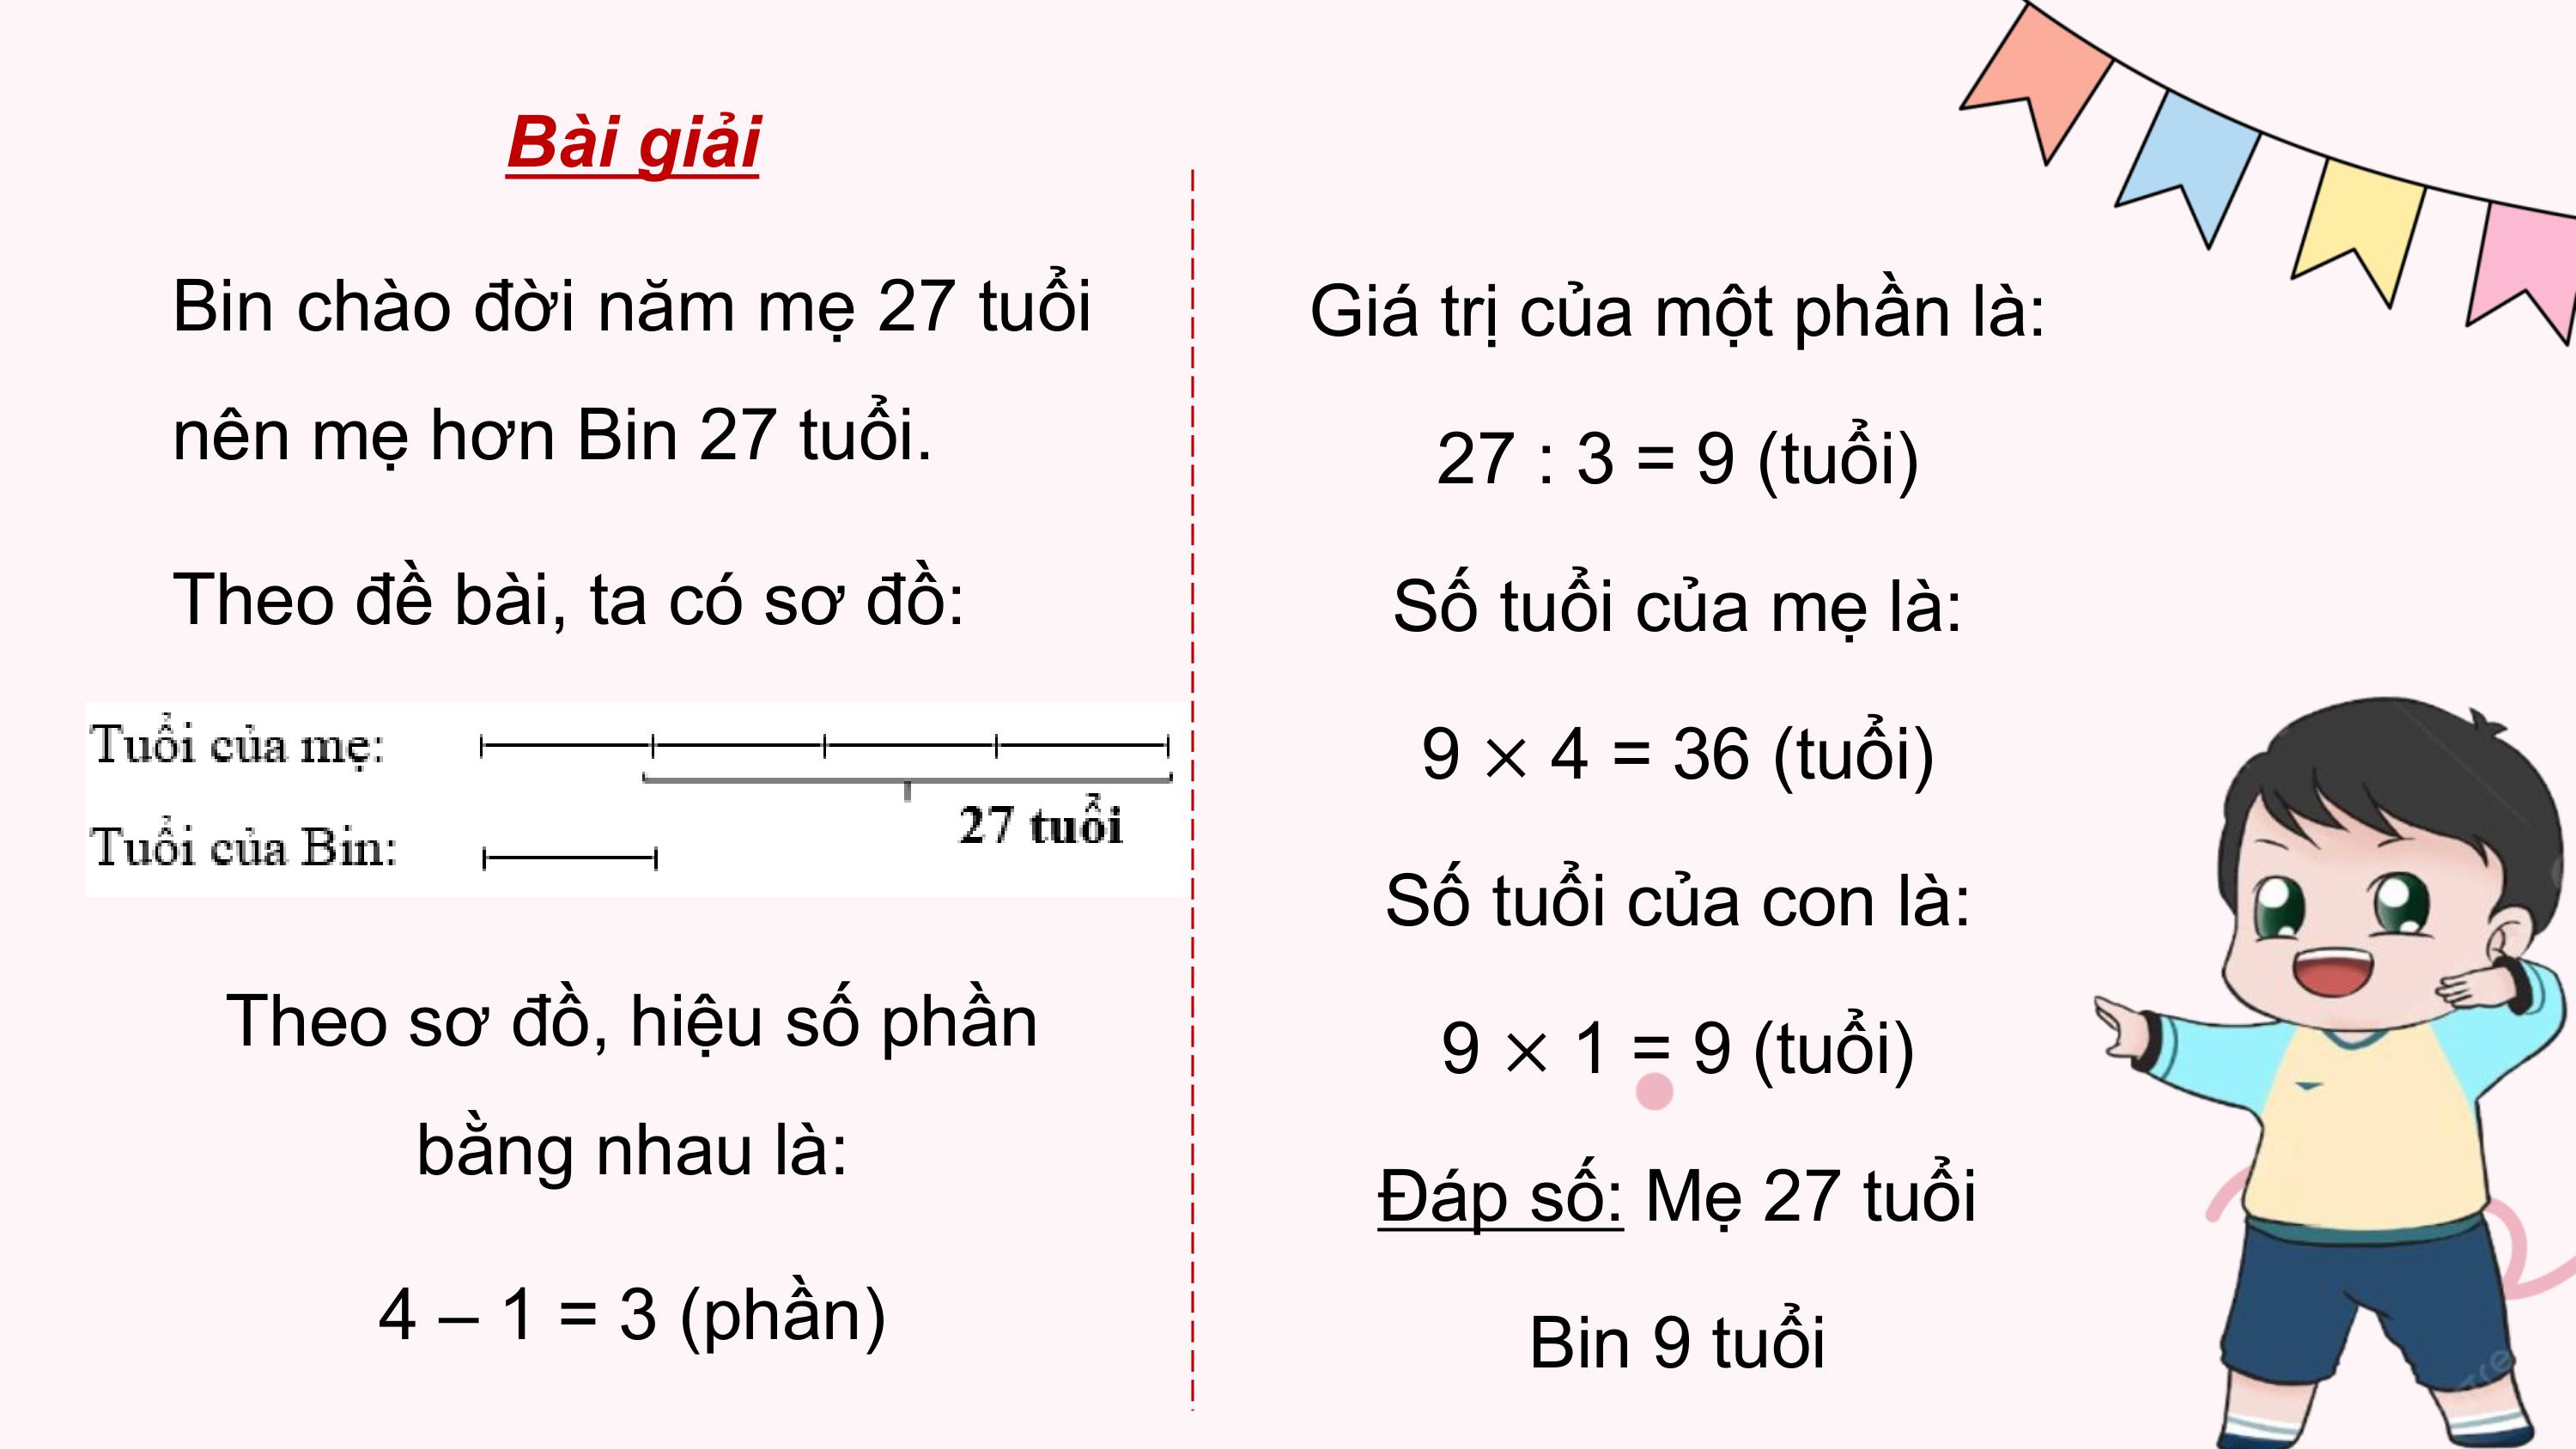 Bài giải
Bin chào đời năm mẹ 27 tuổi
nên mẹ hơn Bin 27 tuổi.
Theo đề bài, ta có sơ đồ:
Tuổi của mẹ:
27 tuổi
Tuổi của Bin:
Theo sơ đồ, hiệu số phần
bằng nhau là:
4 – 1 = 3 (phần)
Giá trị của một phần là:
27 : 3 = 9 (tuổi)
Số tuổi của mẹ là:
9 × 4 = 36 (tuổi)
Số tuổi của con là:
9 × 1 = 9 (tuổi)
Đáp số: Mẹ 27 tuổi
Bin 9 tuổi